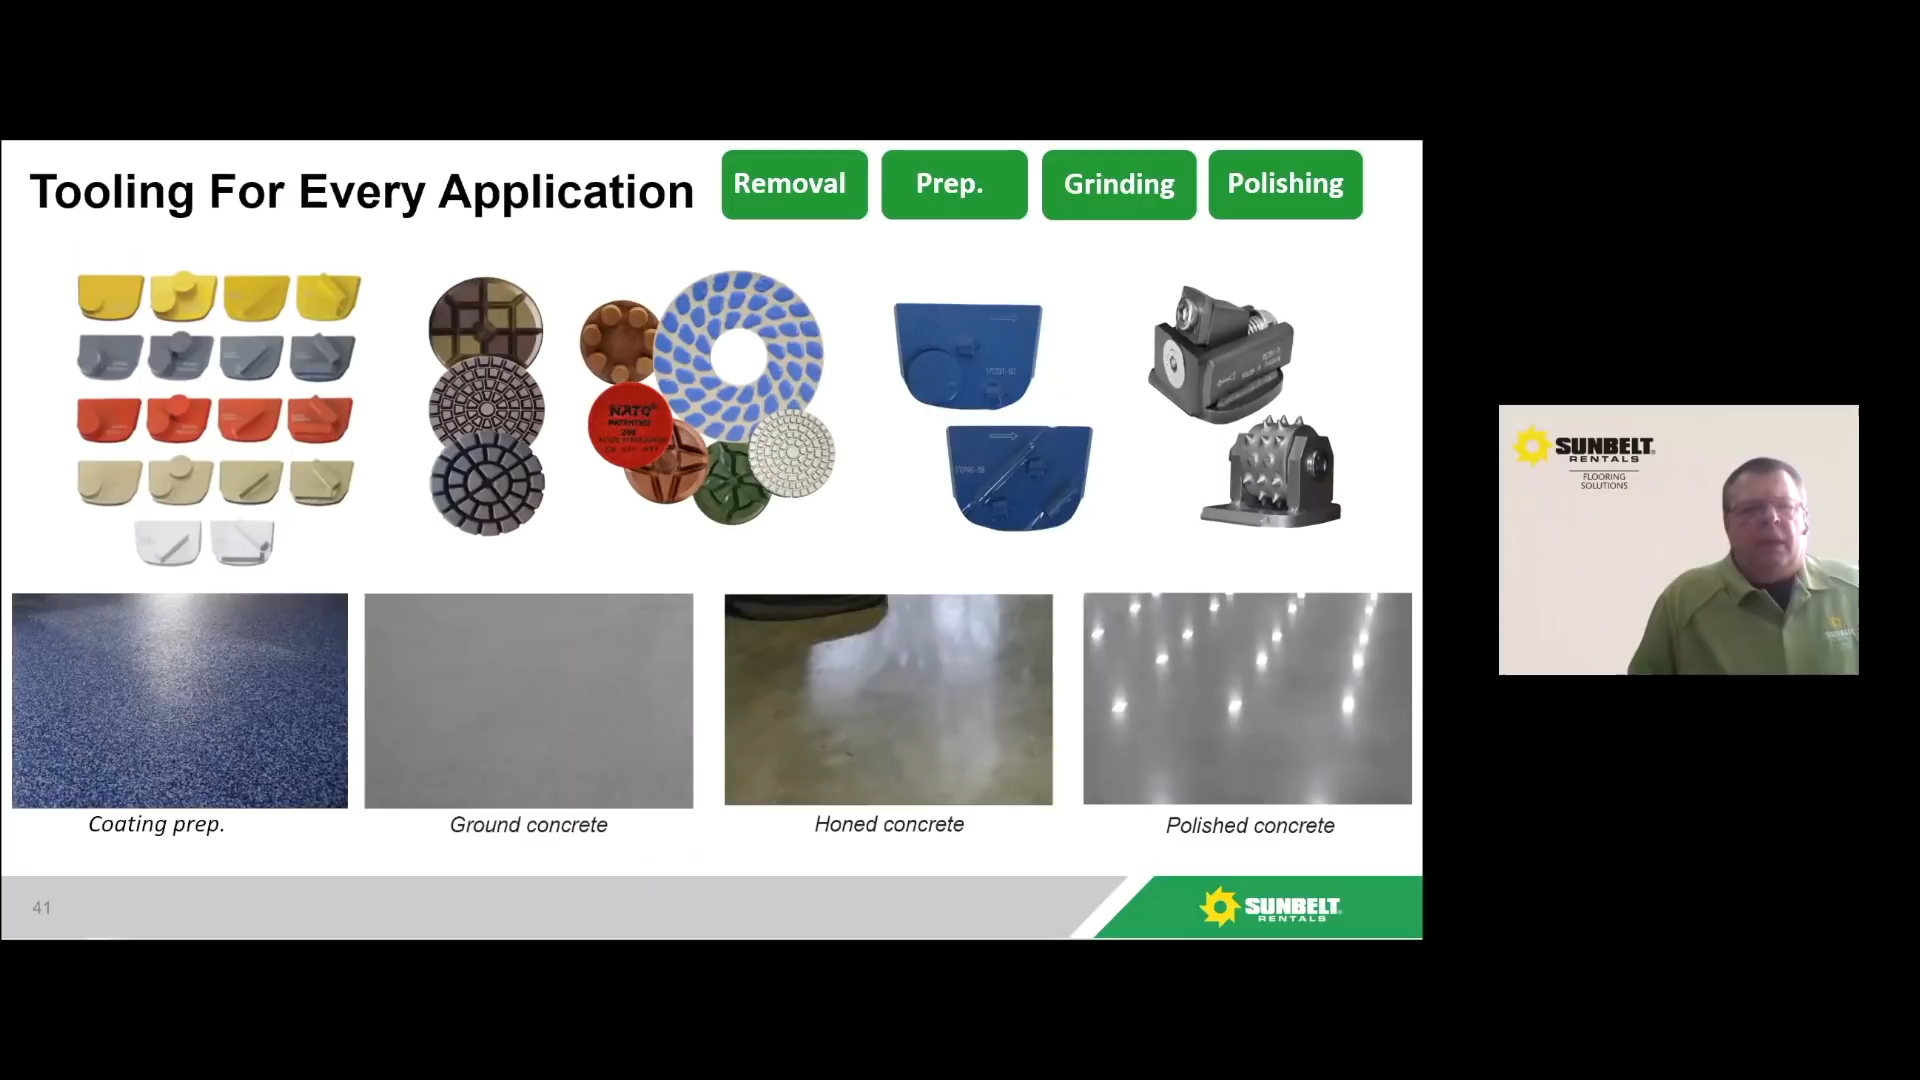 Tooling For Every Application
Removal
Prep.
Grinding
Polishing
NATO®
PATENTED
Coating prep.
Ground concrete
Honed concrete
Polished concrete
41
SUNBELT®
RENTALS
SUNBELT®
RENTALS
FLOORING
SOLUTIONS